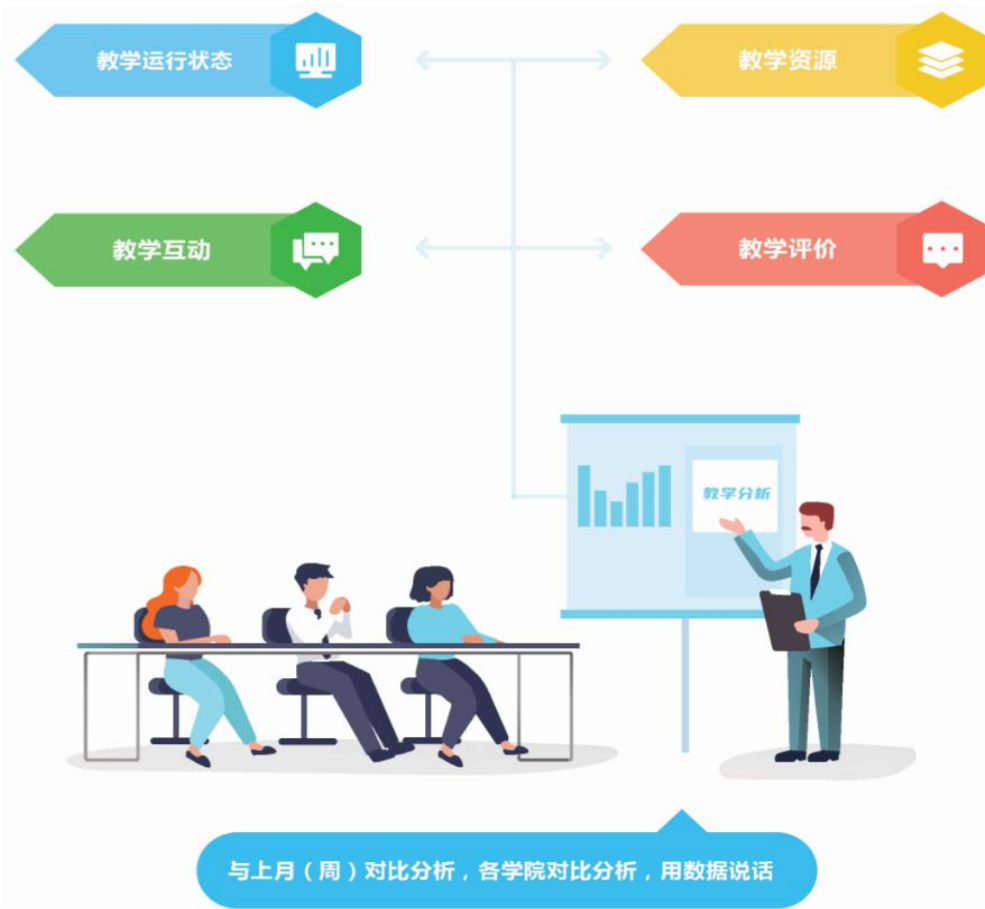 教学运行状态
教学资源
教学互动
教学评价
教学分析
与上月（周）对比分析，各学院对比分析，用数据说话